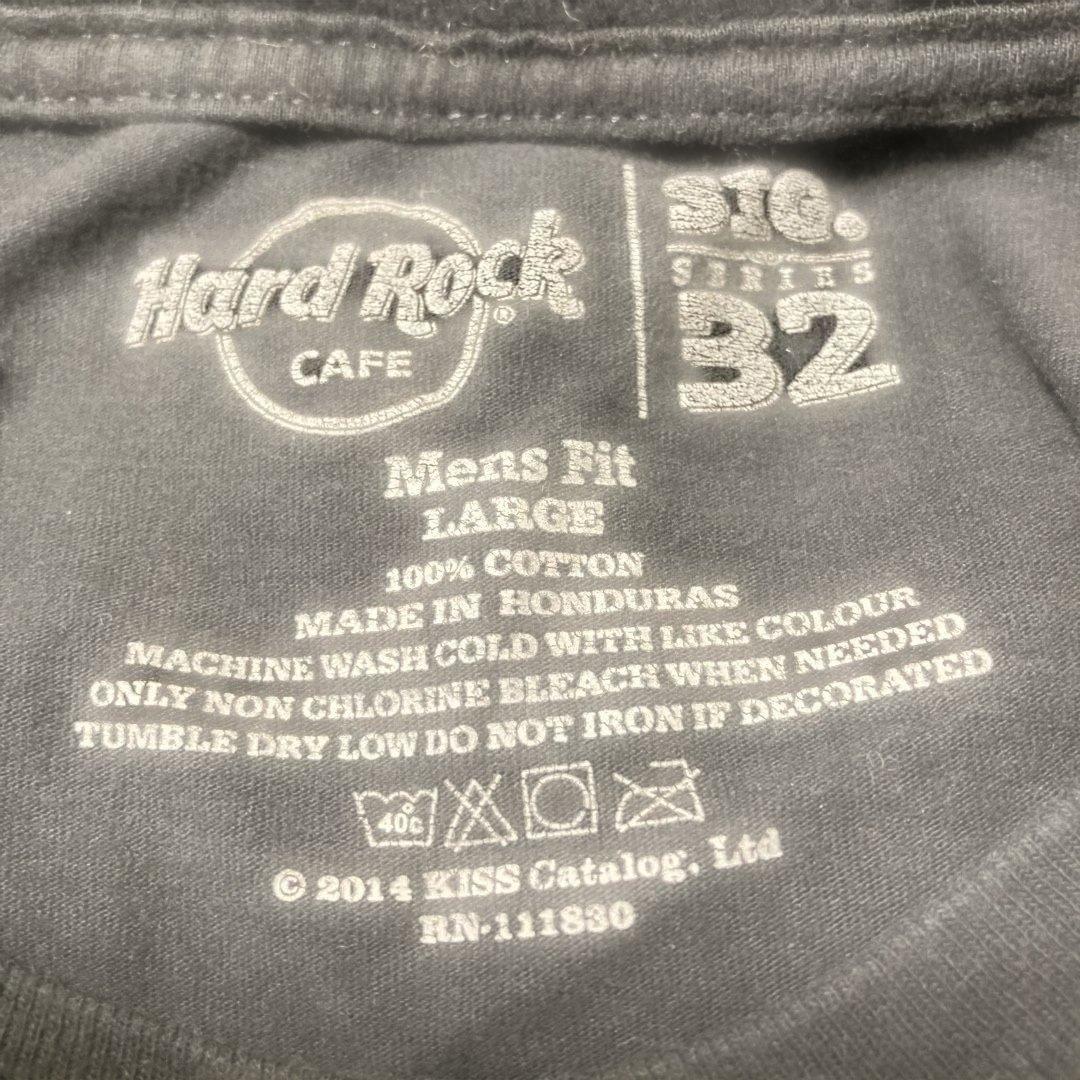 Hard Rock®
CAFE
SIG.
SERIES
32
Mens Fit
LARGE
100% COTTON
MADE IN HONDURAS
MACHINE WASH COLD WITH LIKE COLOUR
ONLY NON CHLORINE BLEACH WHEN NEEDED
TUMBLE DRY LOW DO NOT IRON IF DECORATED
40c
© 2014 KISS Catalog, Ltd
RN-111830